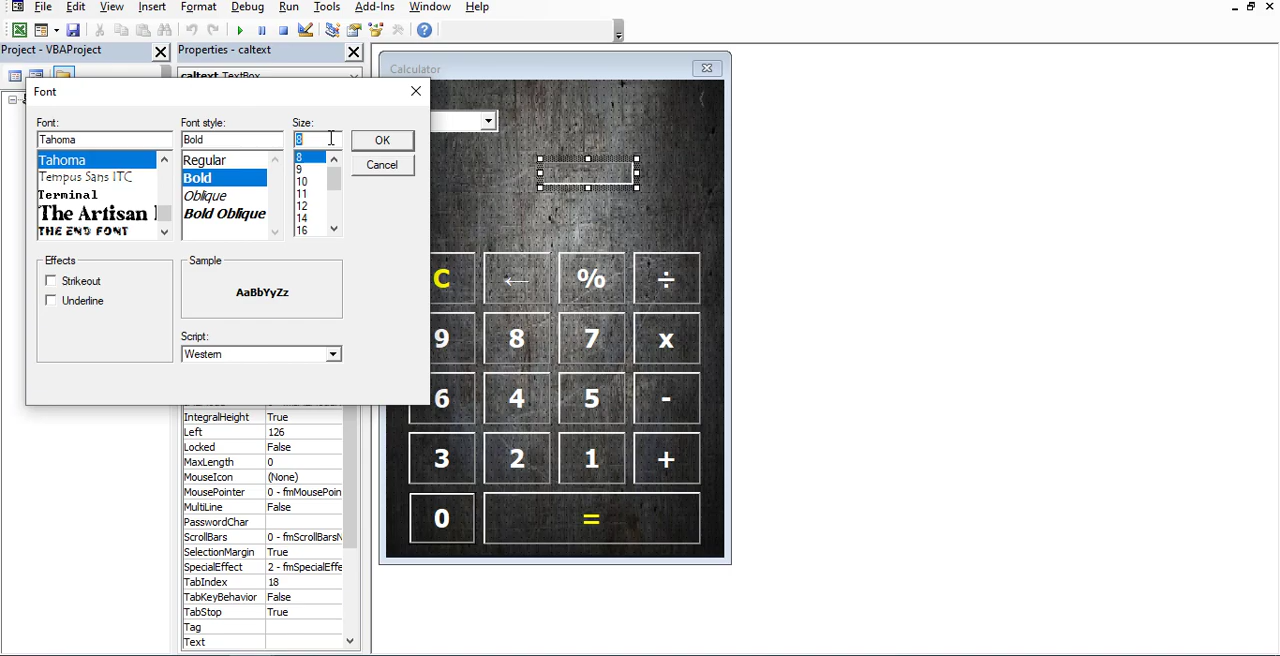 File Edit View Insert Format Debug Run Tools Add-Ins Window Help
Project - VBAProject
Properties - caltext
caltext TextBox
Font
Font:
Tahoma
Tahoma
Tempus Sans ITC
Terminal
The Artisan
THE END FONT
Font style:
Bold
Regular
Bold
Oblique
Bold Oblique
Size:
8
8
9
10
11
12
14
16
OK
Cancel
Effects
Strikeout
Underline
Sample
AaBbYyZz
Script:
Western
IntegralHeight True
Left 126
Locked False
MaxLength 0
MouseIcon (None)
MousePointer 0 - fmMousePoin
MultiLine False
PasswordChar
ScrollBars 0 - fmScrollBarsN
SelectionMargin True
SpecialEffect 2 - fmSpecialEffe
TabIndex 18
TabKeyBehavior False
TabStop True
Tag
Text
Calculator
C ← % ÷
9 8 7 x
6 4 5 -
3 2 1 +
0 =